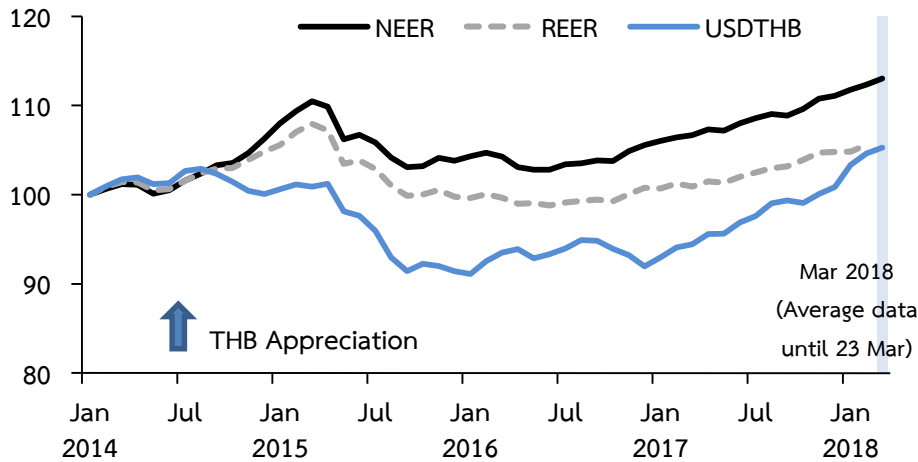 NEER REER USDTHB
120
110
100
90
80
THB Appreciation
Mar 2018
(Average data
until 23 Mar)
Jan Jul Jan Jul Jan Jul Jan Jul Jan
2014 2015 2016 2017 2018